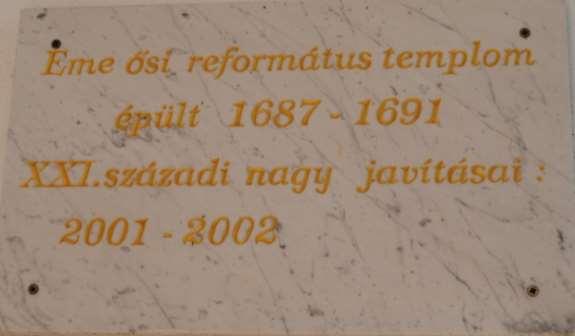 Eme ősi református templom
épült 1687 - 1691
XXI.századi nagy javításai :
2001 - 2002